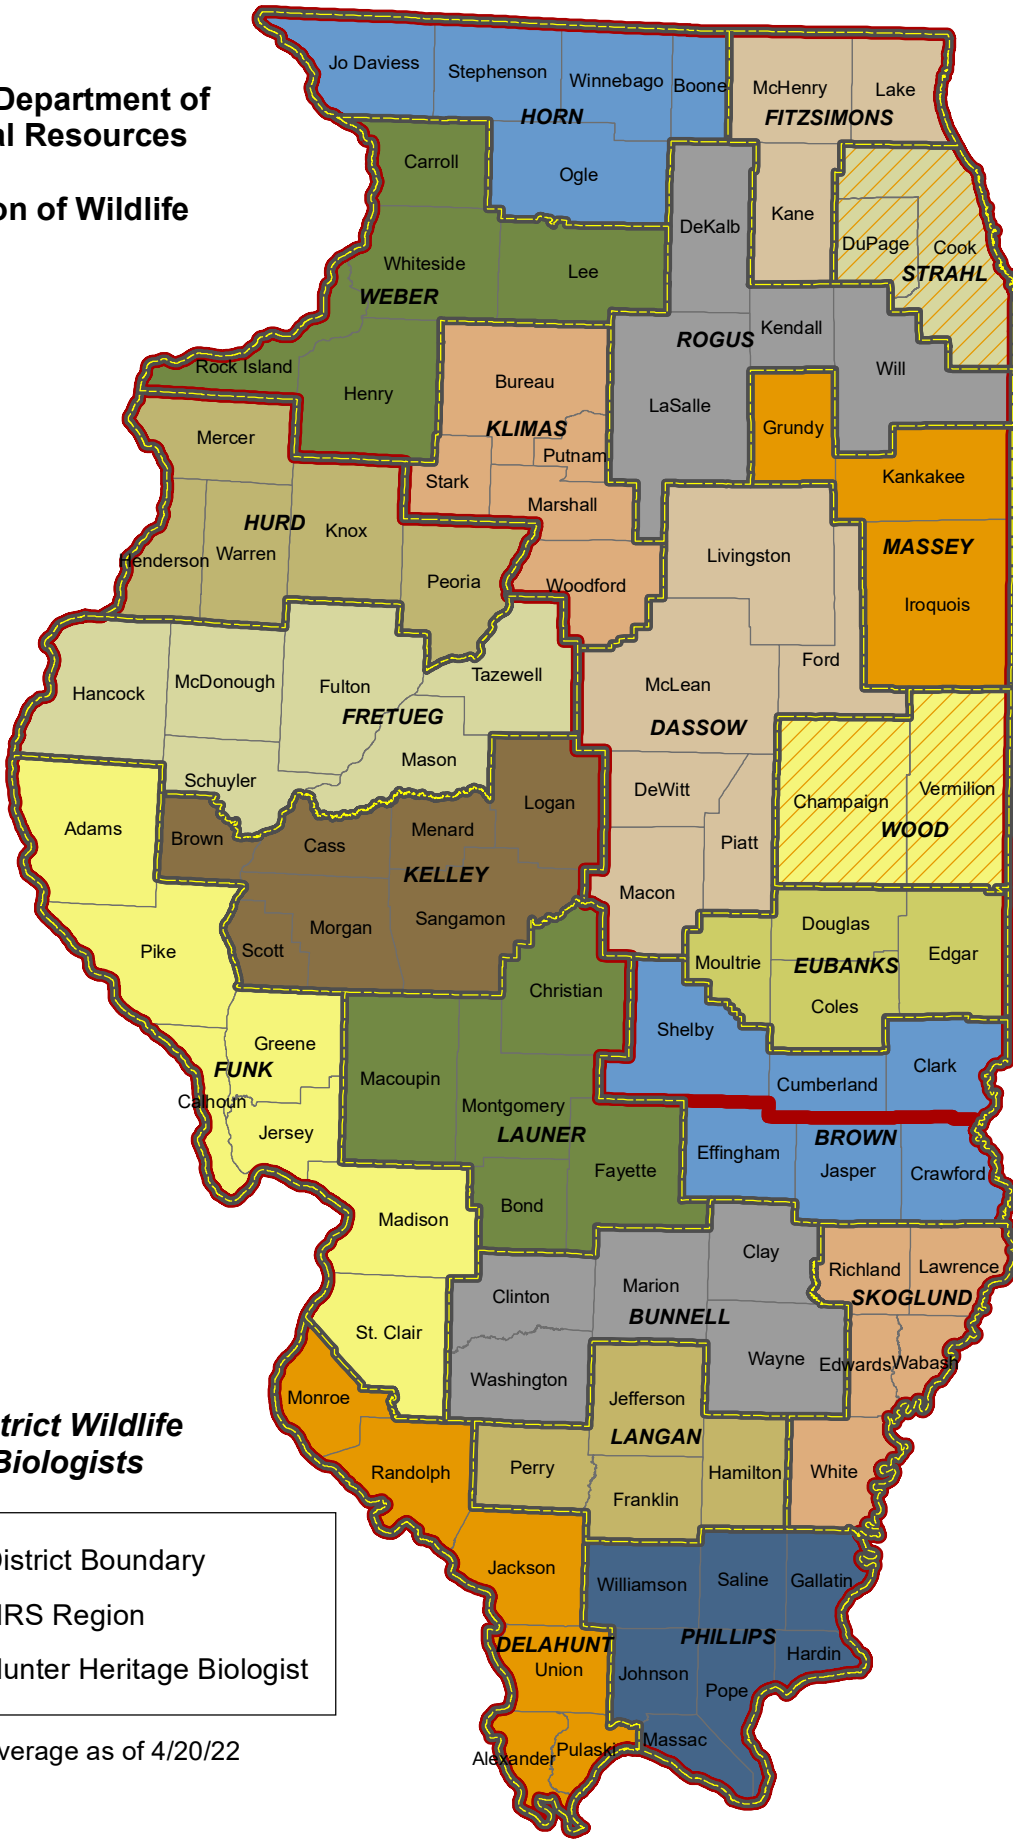 Department of
Resources
of Wildlife
Jo Daviess
Stephenson
Winnebago
Boone
McHenry
Lake
HORN
FITZSIMONS
Carroll
Ogle
DeKalb
Kane
DuPage
Cook
STRAHL
Whiteside
Lee
WEBER
ROGUS
Kendall
Will
Rock Island
Henry
Bureau
LaSalle
Grundy
KLIMAS
Mercer
Putnam
Stark
Kankakee
Marshall
HURD
Knox
Henderson
Warren
Livingston
MASSEY
Peoria
Woodford
Iroquois
Ford
Hancock
McDonough
Fulton
Tazewell
McLean
FRETUEG
DASSOW
Mason
Schuyler
DeWitt
Champaign
Vermilion
Logan
Adams
Brown
Cass
Menard
WOOD
Piatt
KELLEY
Macon
Morgan
Sangamon
Scott
Pike
Douglas
Moultrie
EUBANKS
Edgar
Christian
Coles
Shelby
Greene
FUNK
Macoupin
Cumberland
Clark
Calhoun
Jersey
Montgomery
LAUNER
BROWN
Effingham
Jasper
Crawford
Fayette
Bond
Madison
Clay
Richland
Lawrence
Clinton
Marion
SKOGLUND
BUNNELL
St. Clair
Washington
Wayne
Edwards
Wabash
Monroe
Jefferson
LANGAN
trict Wildlife
Biologists
Randolph
Perry
Hamilton
White
Franklin
District Boundary
Jackson
Williamson
Saline
Gallatin
RS Region
DELAHUNT
PHILLIPS
Hunter Heritage Biologist
Union
Johnson
Hardin
Pope
verage as of 4/20/22
Alexander
Pulaski
Massac